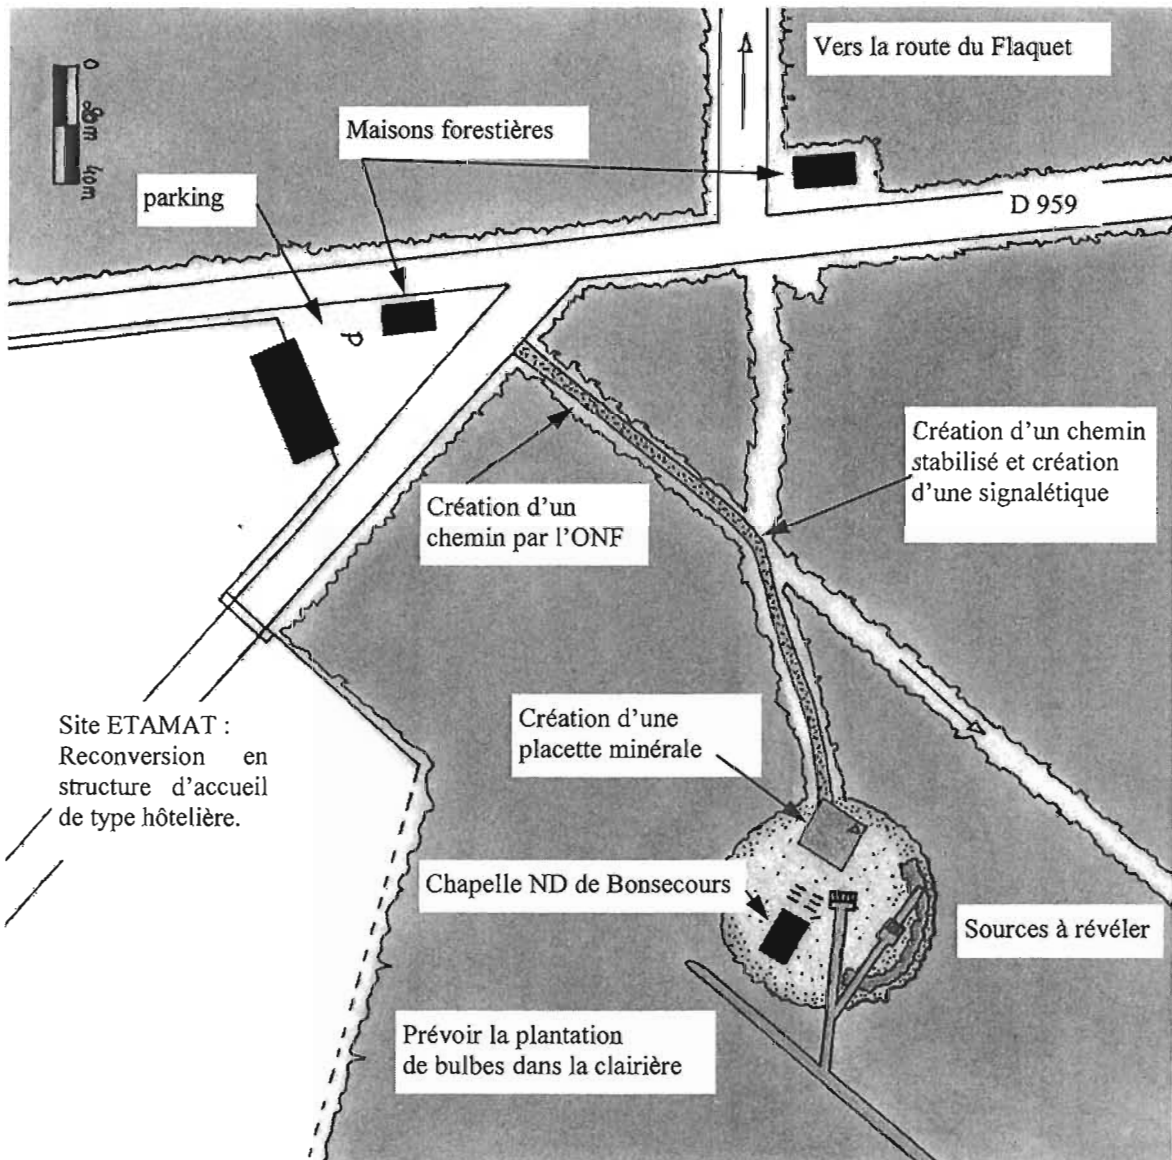 Vers la route du Flaquet
0
40m
Maisons forestières
parking
D 959
P
Création d'un chemin
stabilisé et création
d'une signalétique
Création d'un
chemin par l'ONF
Site ETAMAT :
Reconversion en
structure d'accueil
de type hôtelière.
Création d'une
placette minérale
Chapelle ND de Bonsecours
Sources à révéler
Prévoir la plantation
de bulbes dans la clairière